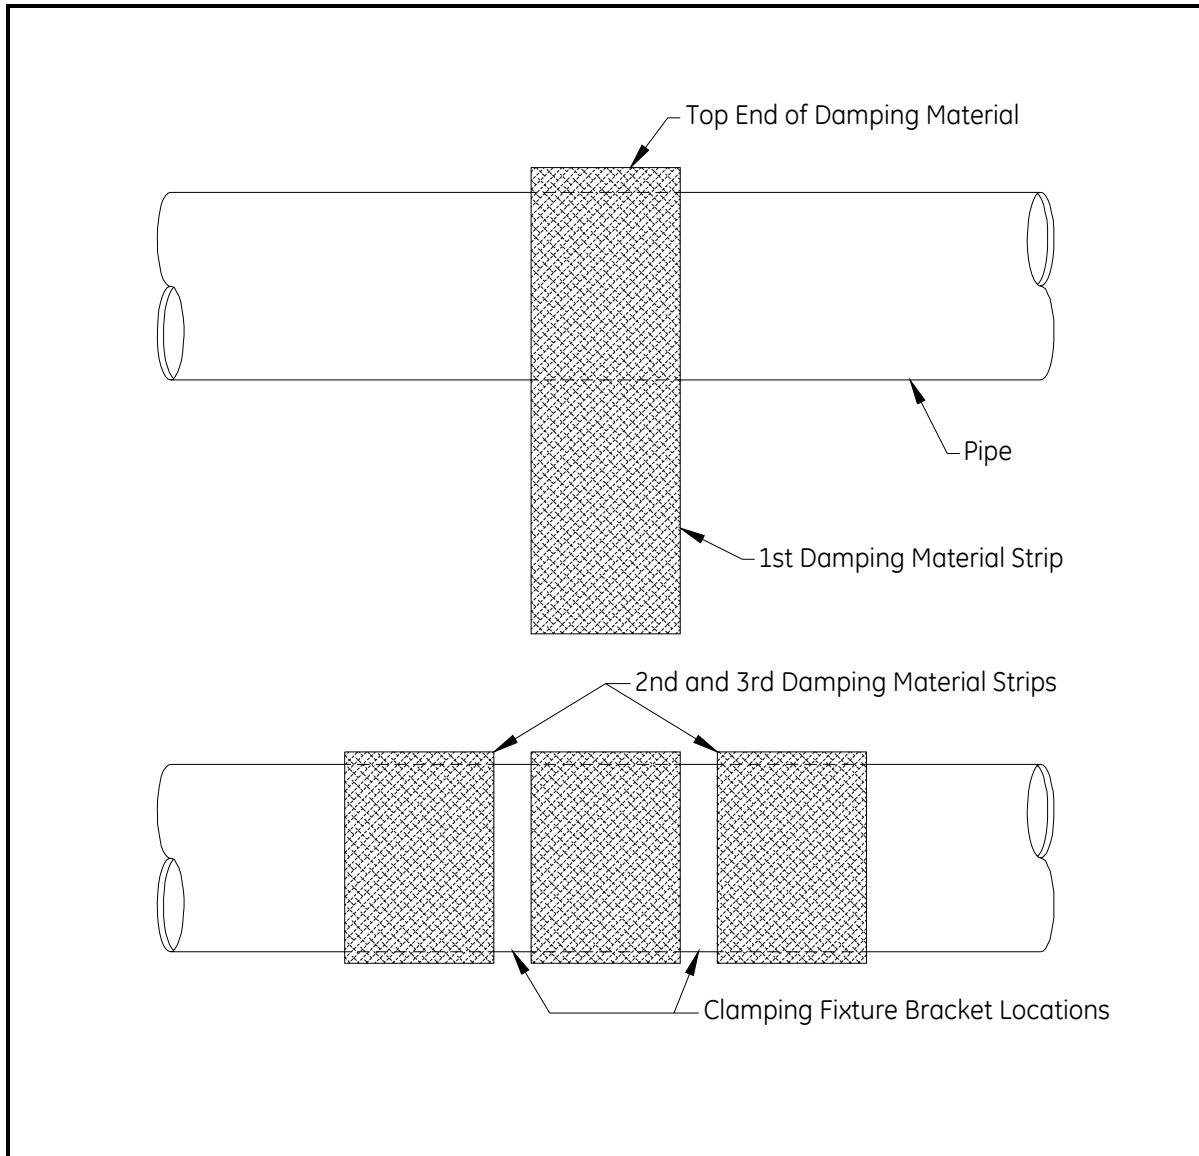 Top End of Damping Material
Pipe
1st Damping Material Strip
2nd and 3rd Damping Material Strips
Clamping Fixture Bracket Locations